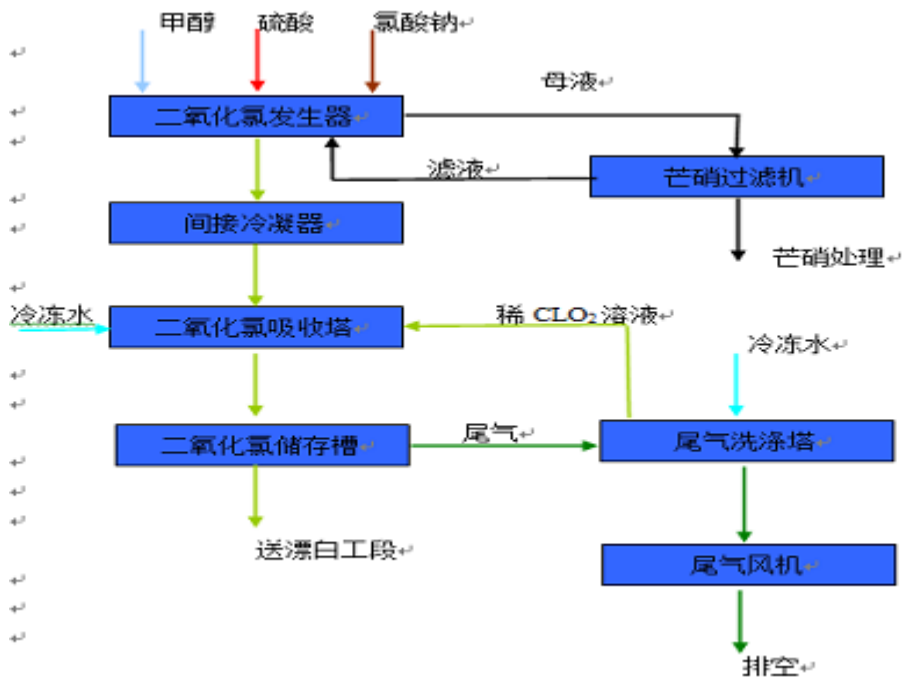 甲醇 硫酸 氯酸钠
母液
二氧化氯发生器
滤液
芒硝过滤机
间接冷凝器
芒硝处理
冷冻水
二氧化氯吸收塔
稀 CLO₂ 溶液
冷冻水
二氧化氯储存槽
尾气
尾气洗涤塔
送漂白工段
尾气风机
排空